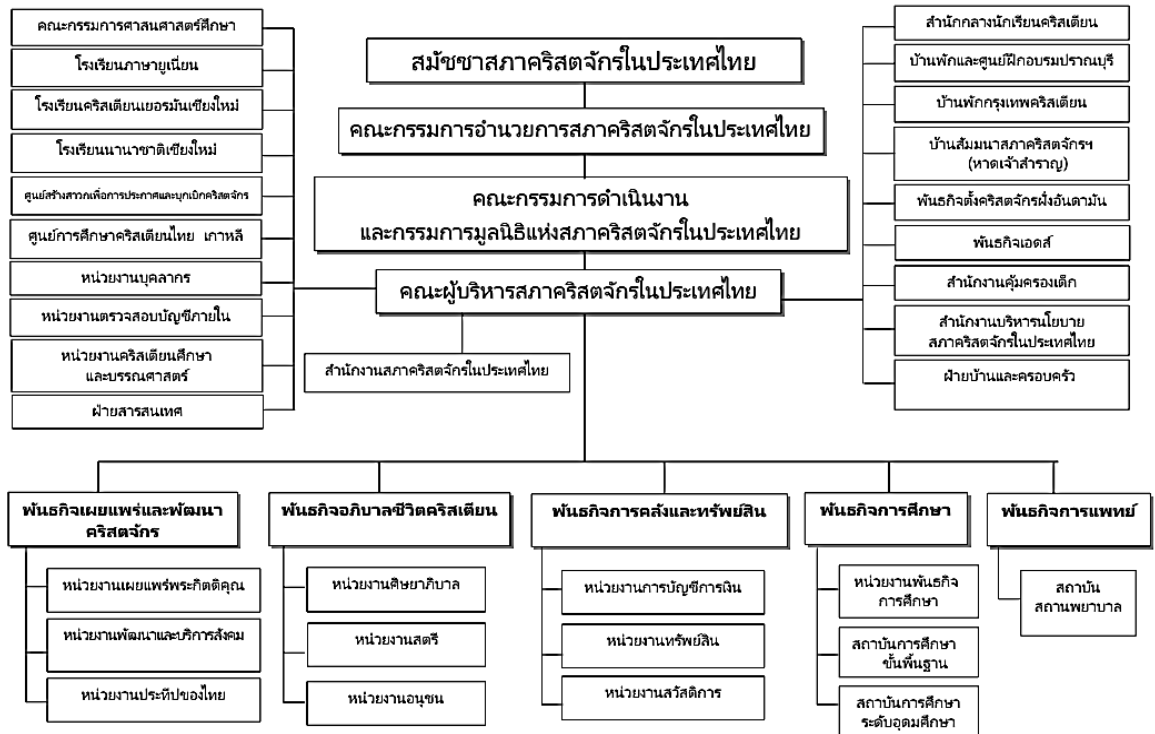 คณะกรรมการศาสนศาสตร์ศึกษา
โรงเรียนภาษายูเนี่ยน
โรงเรียนคริสเตียนเยอรมันเชียงใหม่
โรงเรียนนานาชาติเชียงใหม่
ศูนย์สร้างสาวกเพื่อการประกาศและบุกเบิกคริสตจักร
ศูนย์การศึกษาคริสเตียนไทย เกาหลี
หน่วยงานบุคลากร
หน่วยงานตรวจสอบบัญชีภายใน
หน่วยงานคริสเตียนศึกษา
และบรรณศาสตร์
ฝ่ายสารสนเทศ
สมัชชาสภาคริสตจักรในประเทศไทย
คณะกรรมการอำนวยการสภาคริสตจักรในประเทศไทย
คณะกรรมการดำเนินงาน
และกรรมการมูลนิธิแห่งสภาคริสตจักรในประเทศไทย
คณะผู้บริหารสภาคริสตจักรในประเทศไทย
สำนักงานสภาคริสตจักรในประเทศไทย
สำนักกลางนักเรียนคริสเตียน
บ้านพักและศูนย์ฝึกอบรมปราณบุรี
บ้านพักกรุงเทพคริสเตียน
บ้านสัมมนาสภาคริสตจักรฯ
(หาดเจ้าสำราญ)
พันธกิจตั้งคริสตจักรฝั่งอันดามัน
พันธกิจเอดส์
สำนักงานคุ้มครองเด็ก
สำนักงานบริหารนโยบาย
สภาคริสตจักรในประเทศไทย
ฝ่ายบ้านและครอบครัว
พันธกิจเผยแพร่และพัฒนา
คริสตจักร
หน่วยงานเผยแพร่พระกิตติคุณ
หน่วยงานพัฒนาและบริการสังคม
หน่วยงานประทีปของไทย
พันธกิจอภิบาลชีวิตคริสเตียน
หน่วยงานศิษยาภิบาล
หน่วยงานสตรี
หน่วยงานอนุชน
พันธกิจการคลังและทรัพย์สิน
หน่วยงานการบัญชีการเงิน
หน่วยงานทรัพย์สิน
หน่วยงานสวัสดิการ
พันธกิจการศึกษา
หน่วยงานพันธกิจ
การศึกษา
สถาบันการศึกษา
ขั้นพื้นฐาน
สถาบันการศึกษา
ระดับอุดมศึกษา
พันธกิจการแพทย์
สถาบัน
สถานพยาบาล